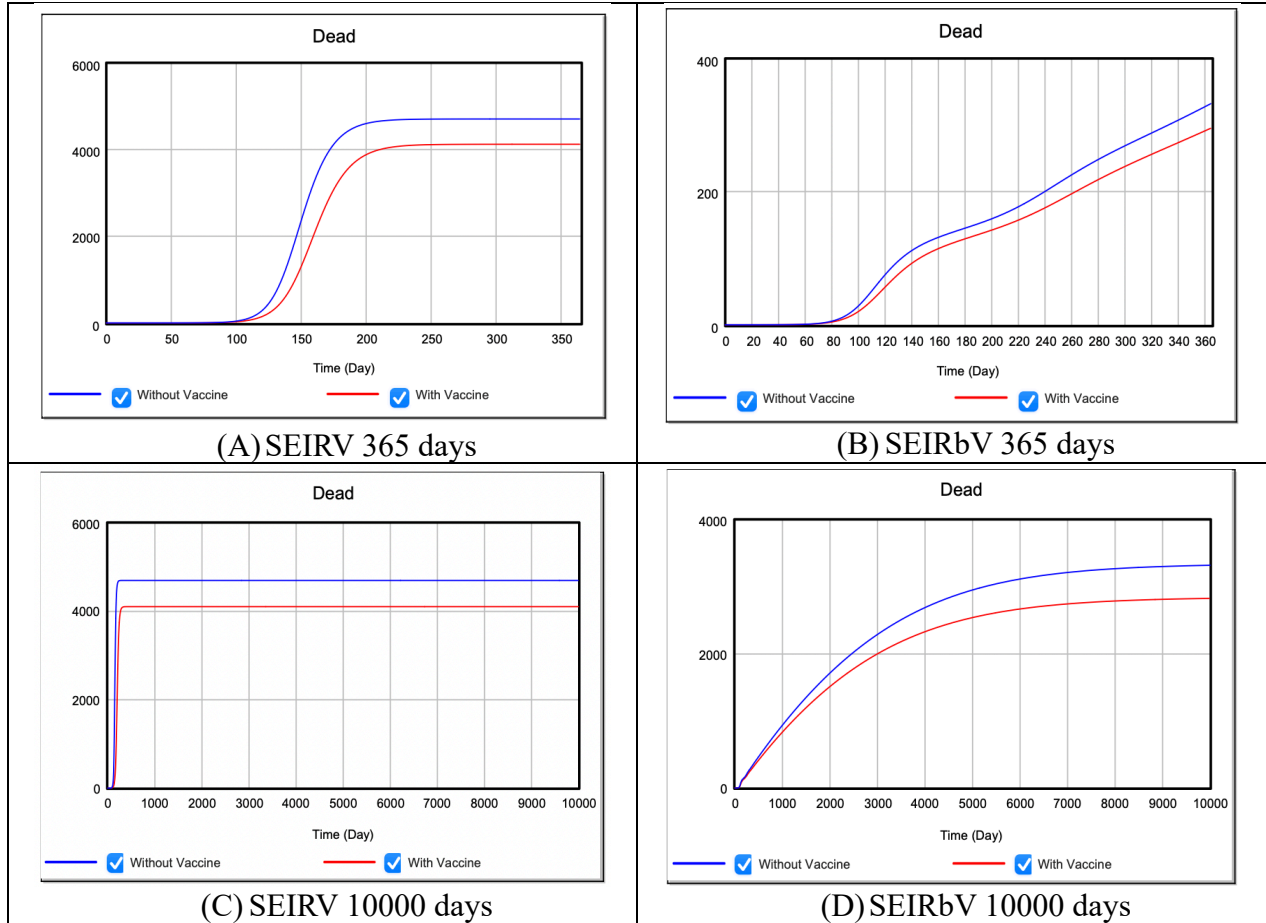 Dead
6000
4000
2000
0
0 50 100 150 200 250 300 350
Time (Day)
Without Vaccine With Vaccine
(A) SEIRV 365 days
Dead
400
200
0
0 20 40 60 80 100 120 140 160 180 200 220 240 260 280 300 320 340 360
Time (Day)
Without Vaccine With Vaccine
(B) SEIRbV 365 days
Dead
6000
4000
2000
0
0 1000 2000 3000 4000 5000 6000 7000 8000 9000 10000
Time (Day)
Without Vaccine With Vaccine
(C) SEIRV 10000 days
Dead
4000
2000
0
0 1000 2000 3000 4000 5000 6000 7000 8000 9000 10000
Time (Day)
Without Vaccine With Vaccine
(D) SEIRbV 10000 days